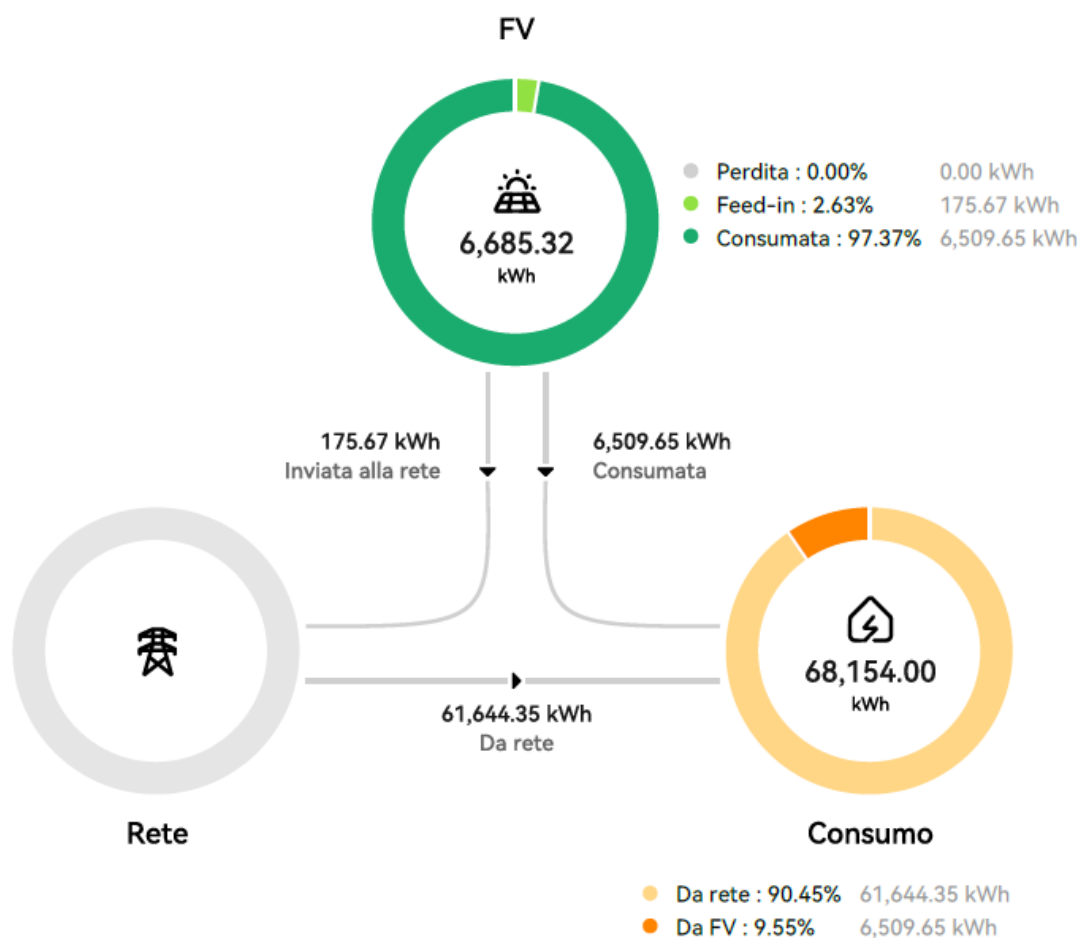 FV
6,685.32
kWh
Perdita : 0.00% 0.00 kWh
Feed-in : 2.63% 175.67 kWh
Consumata : 97.37% 6,509.65 kWh
175.67 kWh
Inviata alla rete
6,509.65 kWh
Consumata
68,154.00
kWh
61,644.35 kWh
Da rete
Rete
Consumo
Da rete : 90.45% 61,644.35 kWh
Da FV : 9.55% 6,509.65 kWh